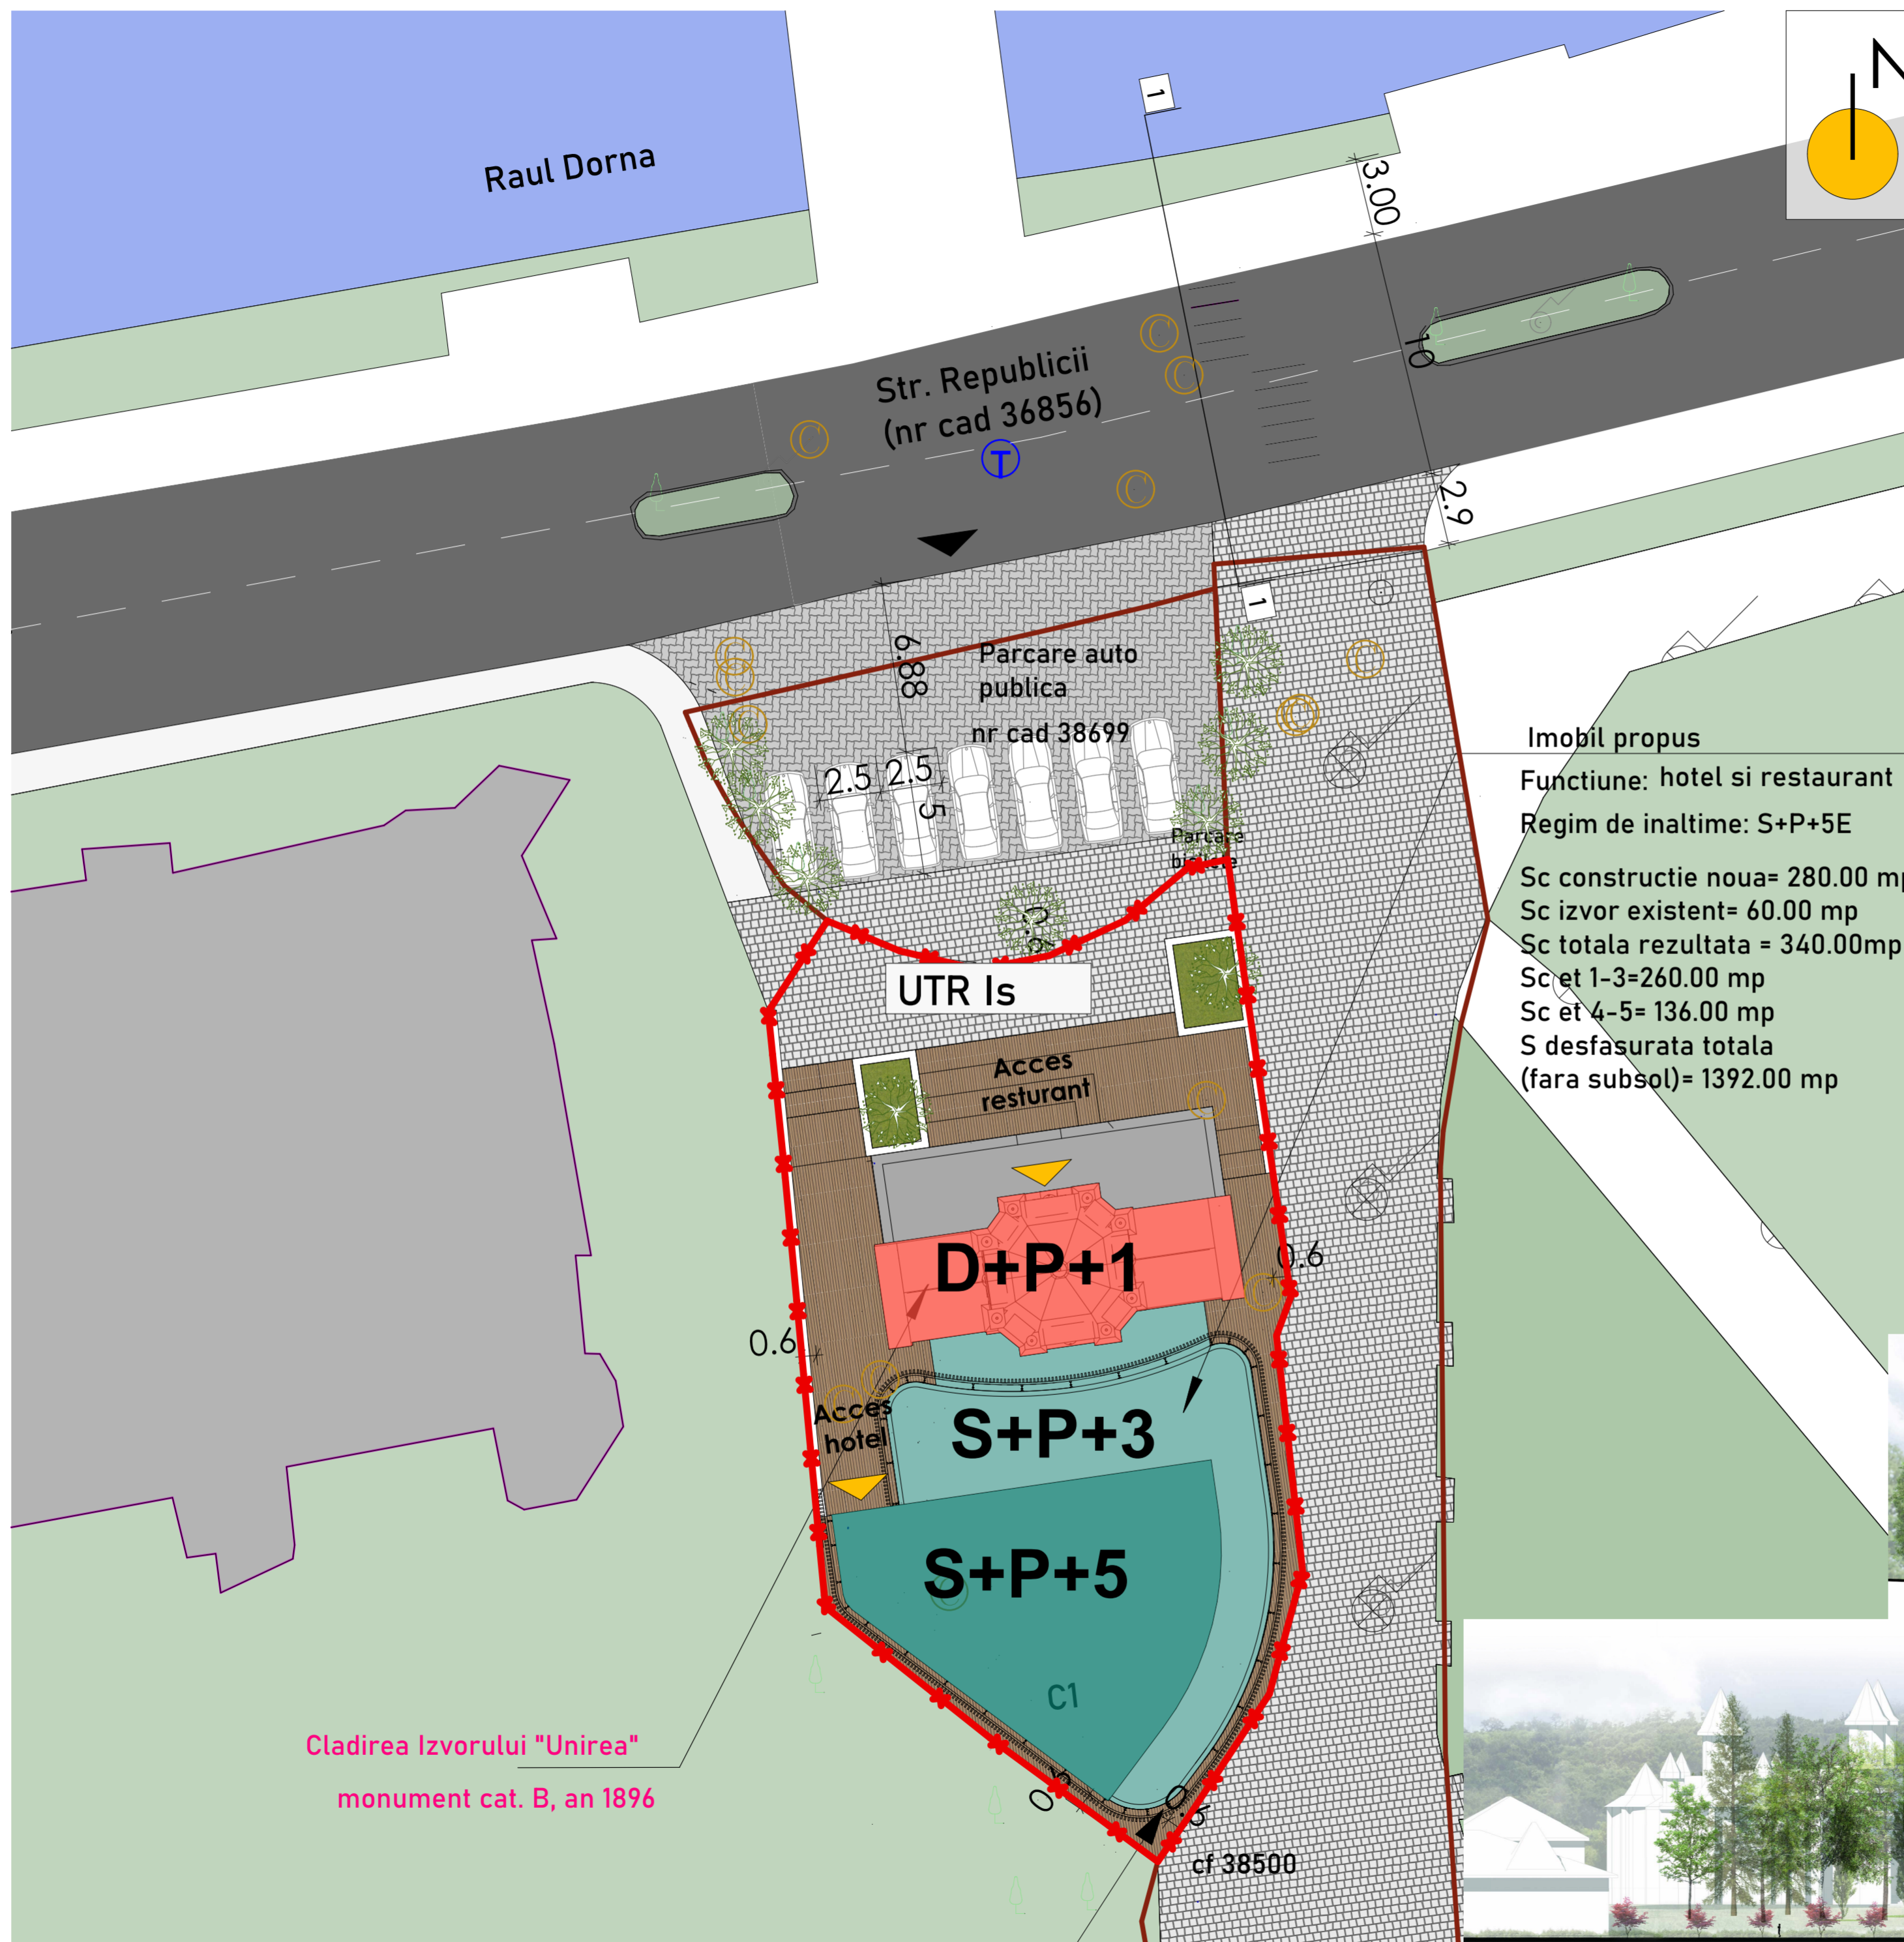 N
1
Raul Dorna
3.00
10
C
C
Str. Republicii
(nr cad 36856)
C
T
C
2.9
1
6.88
Parcare auto
publica
nr cad 38699
C
C
C
C
C
2.5
2.5
5
Parcare
Imobil propus
Functiune: hotel si restaurant
Regim de inaltime: S+P+5E
Sc constructie noua= 280.00 mp
Sc izvor existent= 60.00 mp
Sc totala rezultata = 340.00mp
Sc et 1-3=260.00 mp
Sc et 4-5= 136.00 mp
S desfasurata totala
(fara subsol)= 1392.00 mp
UTR Is
Acces
resturant
C
D+P+1
0.6
C
0.6
C
C
Acces
hotel
S+P+3
S+P+5
C
C1
Cladirea Izvorului "Unirea"
monument cat. B, an 1896
0.6
cf 38500